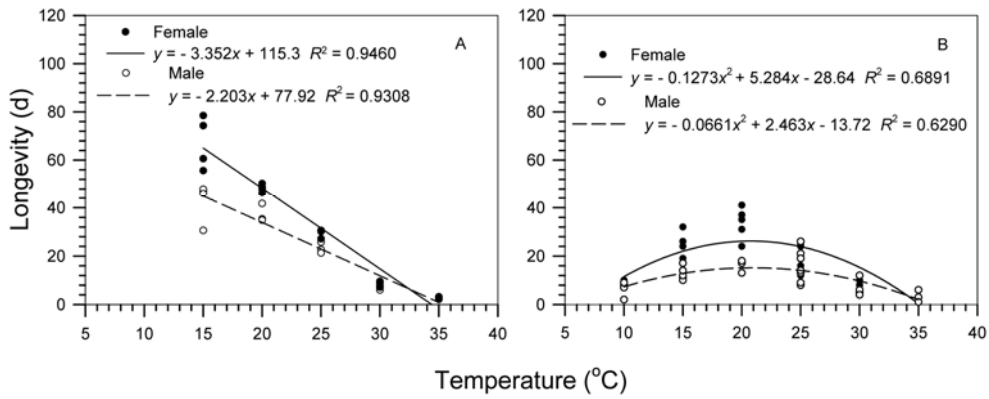 120
100
80
60
40
20
0
Longevity (d)
Female
y = - 3.352x + 115.3 R² = 0.9460
Male
y = - 2.203x + 77.92 R² = 0.9308
A
5 10 15 20 25 30 35 40
120
100
80
60
40
20
0
B
Female
y = - 0.1273x² + 5.284x - 28.64 R² = 0.6891
Male
y = - 0.0661x² + 2.463x - 13.72 R² = 0.6290
5 10 15 20 25 30 35 40
Temperature (°C)